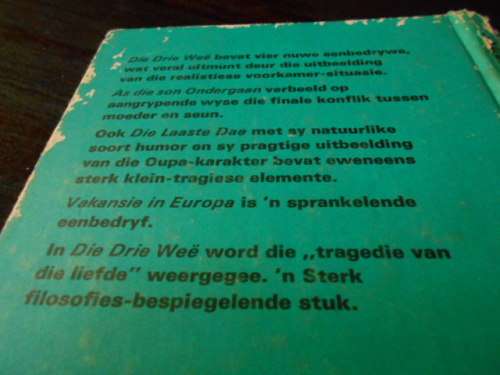 Die Drie Weë bevat vier nuwe eenbedrywe,
wat veral uitmunt deur die uitbeelding
van die realistiese voorkamer-situasie.
As die son Ondergaan verbeeld op
aangrypende wyse die finale konflik tussen
moeder en seun.
Ook Die Laaste Dae met sy natuurlike
soort humor en sy pragtige uitbeelding
van die Oupa-karakter bevat eweneens
sterk klein-tragiese elemente.
Vakansie in Europa is 'n sprankelende
eenbedryf.
In Die Drie Weë word die „tragedie van
die liefde" weergegee. 'n Sterk
filosofies-bespiegelende stuk.